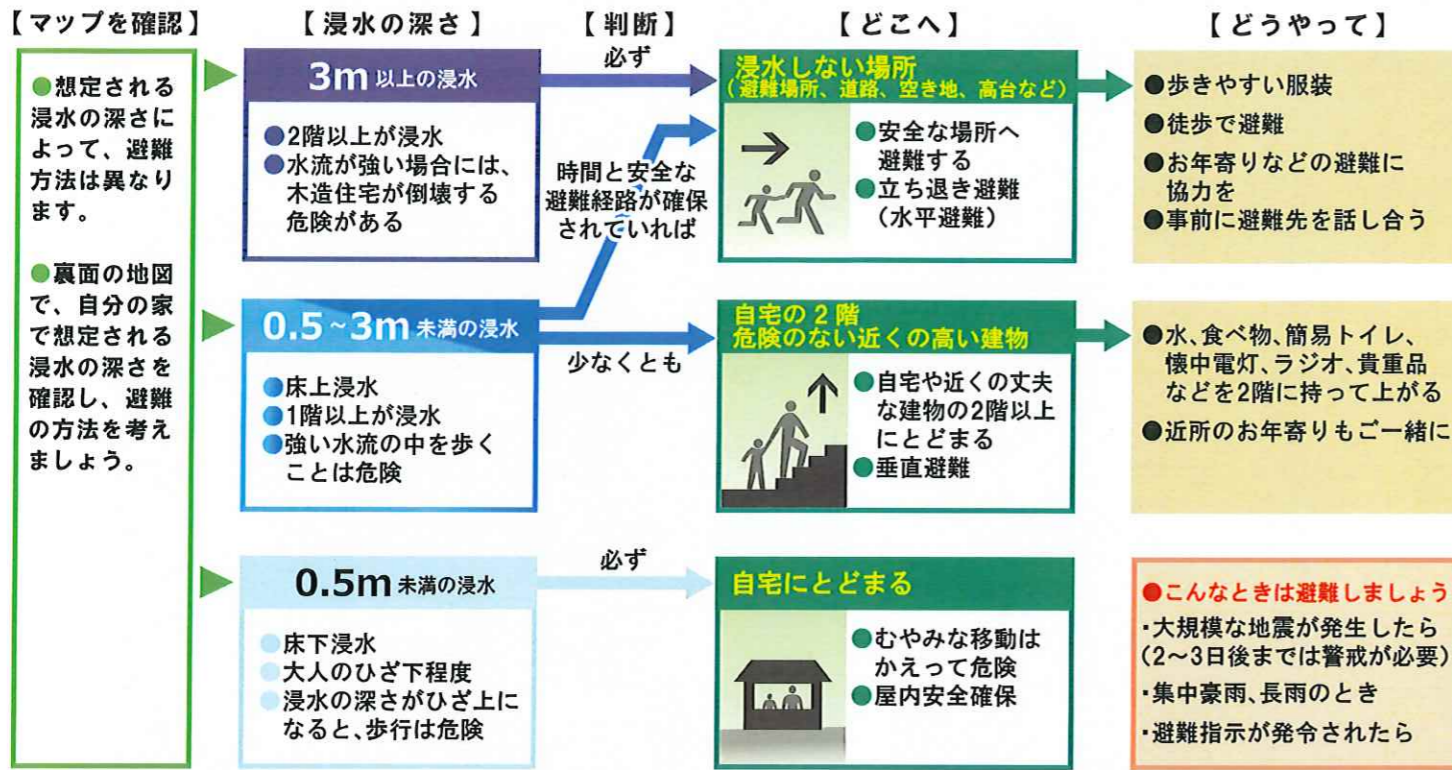 【マップを確認】
【浸水の深さ】
【判断】
【どこへ】
【どうやって】
●想定される
浸水の深さに
よって、避難
方法は異なり
ます。
●裏面の地図
で、自分の家
で想定される
浸水の深さを
確認し、避難
の方法を考え
ましょう。
3m以上の浸水
●2階以上が浸水
●水流が強い場合には、
木造住宅が倒壊する
危険がある
必ず
浸水しない場所
(避難場所、道路、空き地、高台など)
●安全な場所へ
避難する
●立ち退き避難
(水平避難)
●歩きやすい服装
●徒歩で避難
●お年寄りなどの避難に
協力を
●事前に避難先を話し合う
時間と安全な
避難経路が確保
されていれば
0.5~3m未満の浸水
●床上浸水
●1階以上が浸水
●強い水流の中を歩く
ことは危険
少なくとも
自宅の2階
危険のない近くの高い建物
●自宅や近くの丈夫
な建物の2階以上
にとどまる
●垂直避難
●水、食べ物、簡易トイレ、
懐中電灯、ラジオ、貴重品
などを2階に持って上がる
●近所のお年寄りもご一緒に
0.5m未満の浸水
●床下浸水
●大人のひざ下程度
●浸水の深さがひざ上に
なると、歩行は危険
必ず
自宅にとどまる
●むやみな移動は
かえって危険
●屋内安全確保
●こんなときは避難しましょう
・大規模な地震が発生したら
(2~3日後までは警戒が必要)
・集中豪雨、長雨のとき
・避難指示が発令されたら